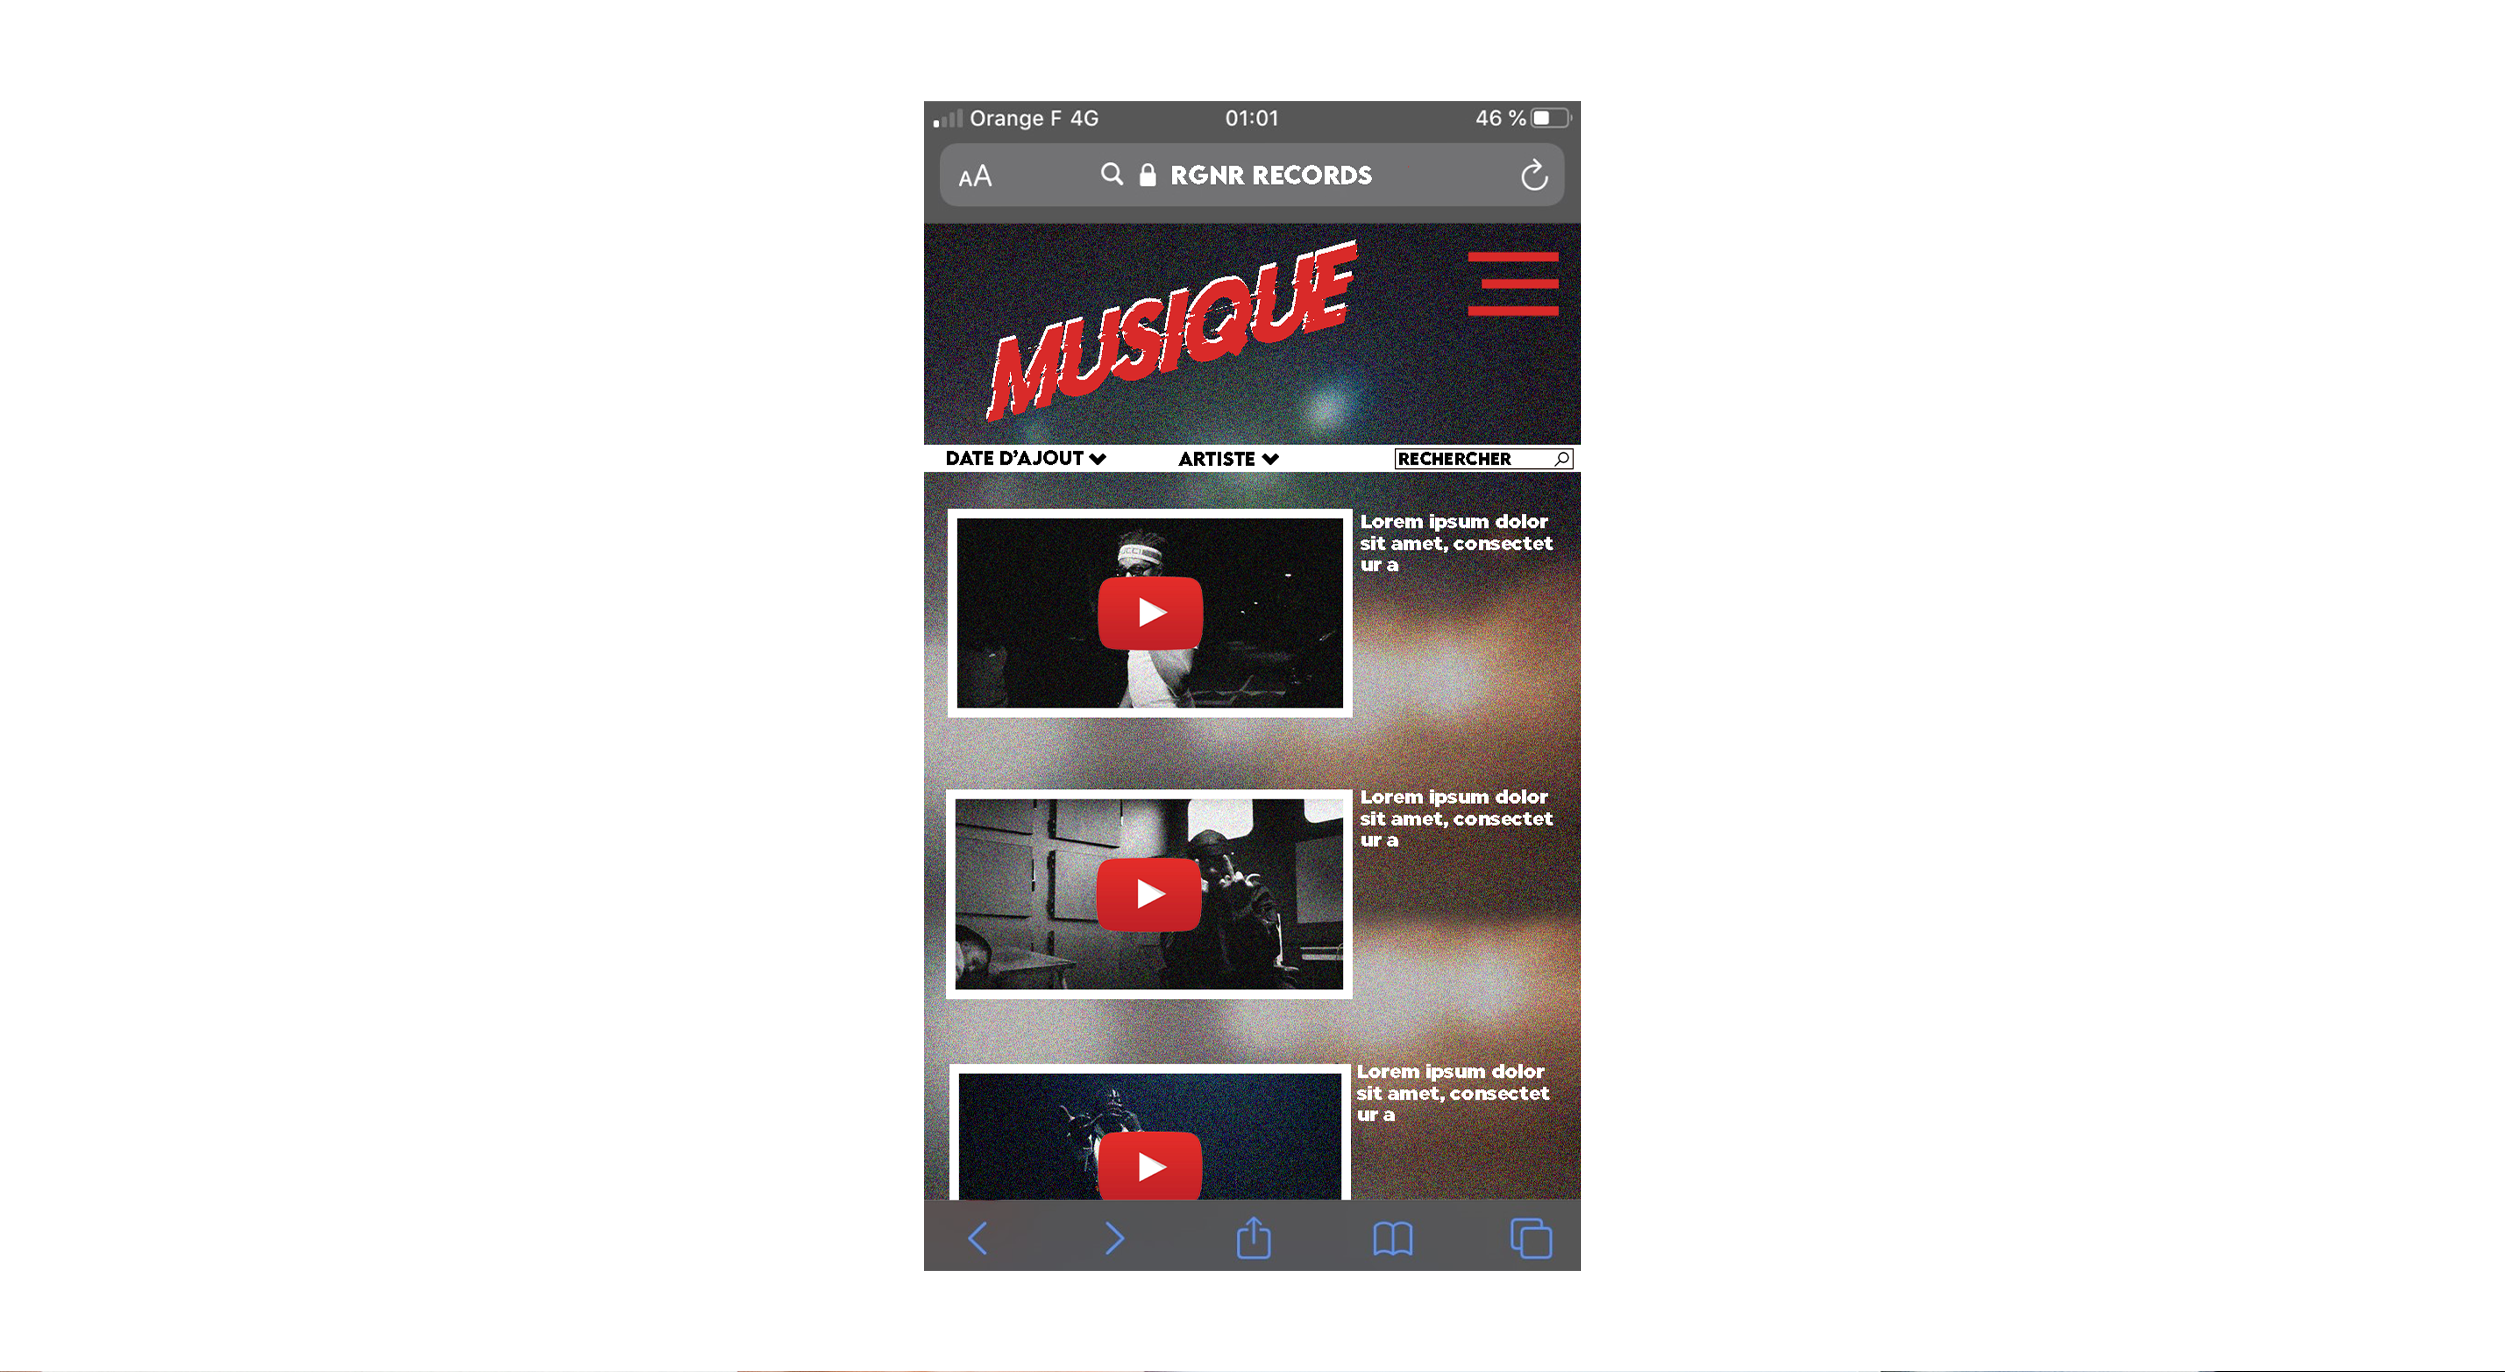 Orange F 4G 01:01 46 %
AA RGNR RECORDS
MUSIQUE
DATE D'AJOUT ARTISTE RECHERCHER
Lorem ipsum dolor
sit amet, consectet
ur a
Lorem ipsum dolor
sit amet, consectet
ur a
Lorem ipsum dolor
sit amet, consectet
ur a